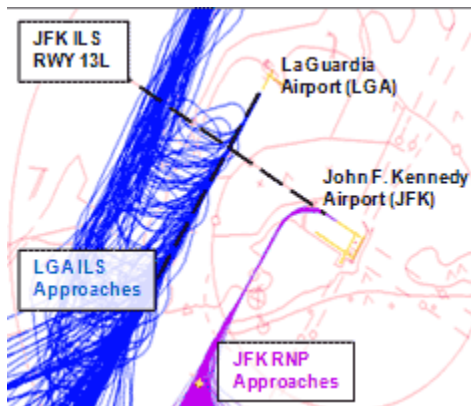 JFK ILS
RWY 13L
LaGuardia
Airport (LGA)
John F. Kennedy
Airport (JFK)
LGA ILS
Approaches
JFK RNP
Approaches